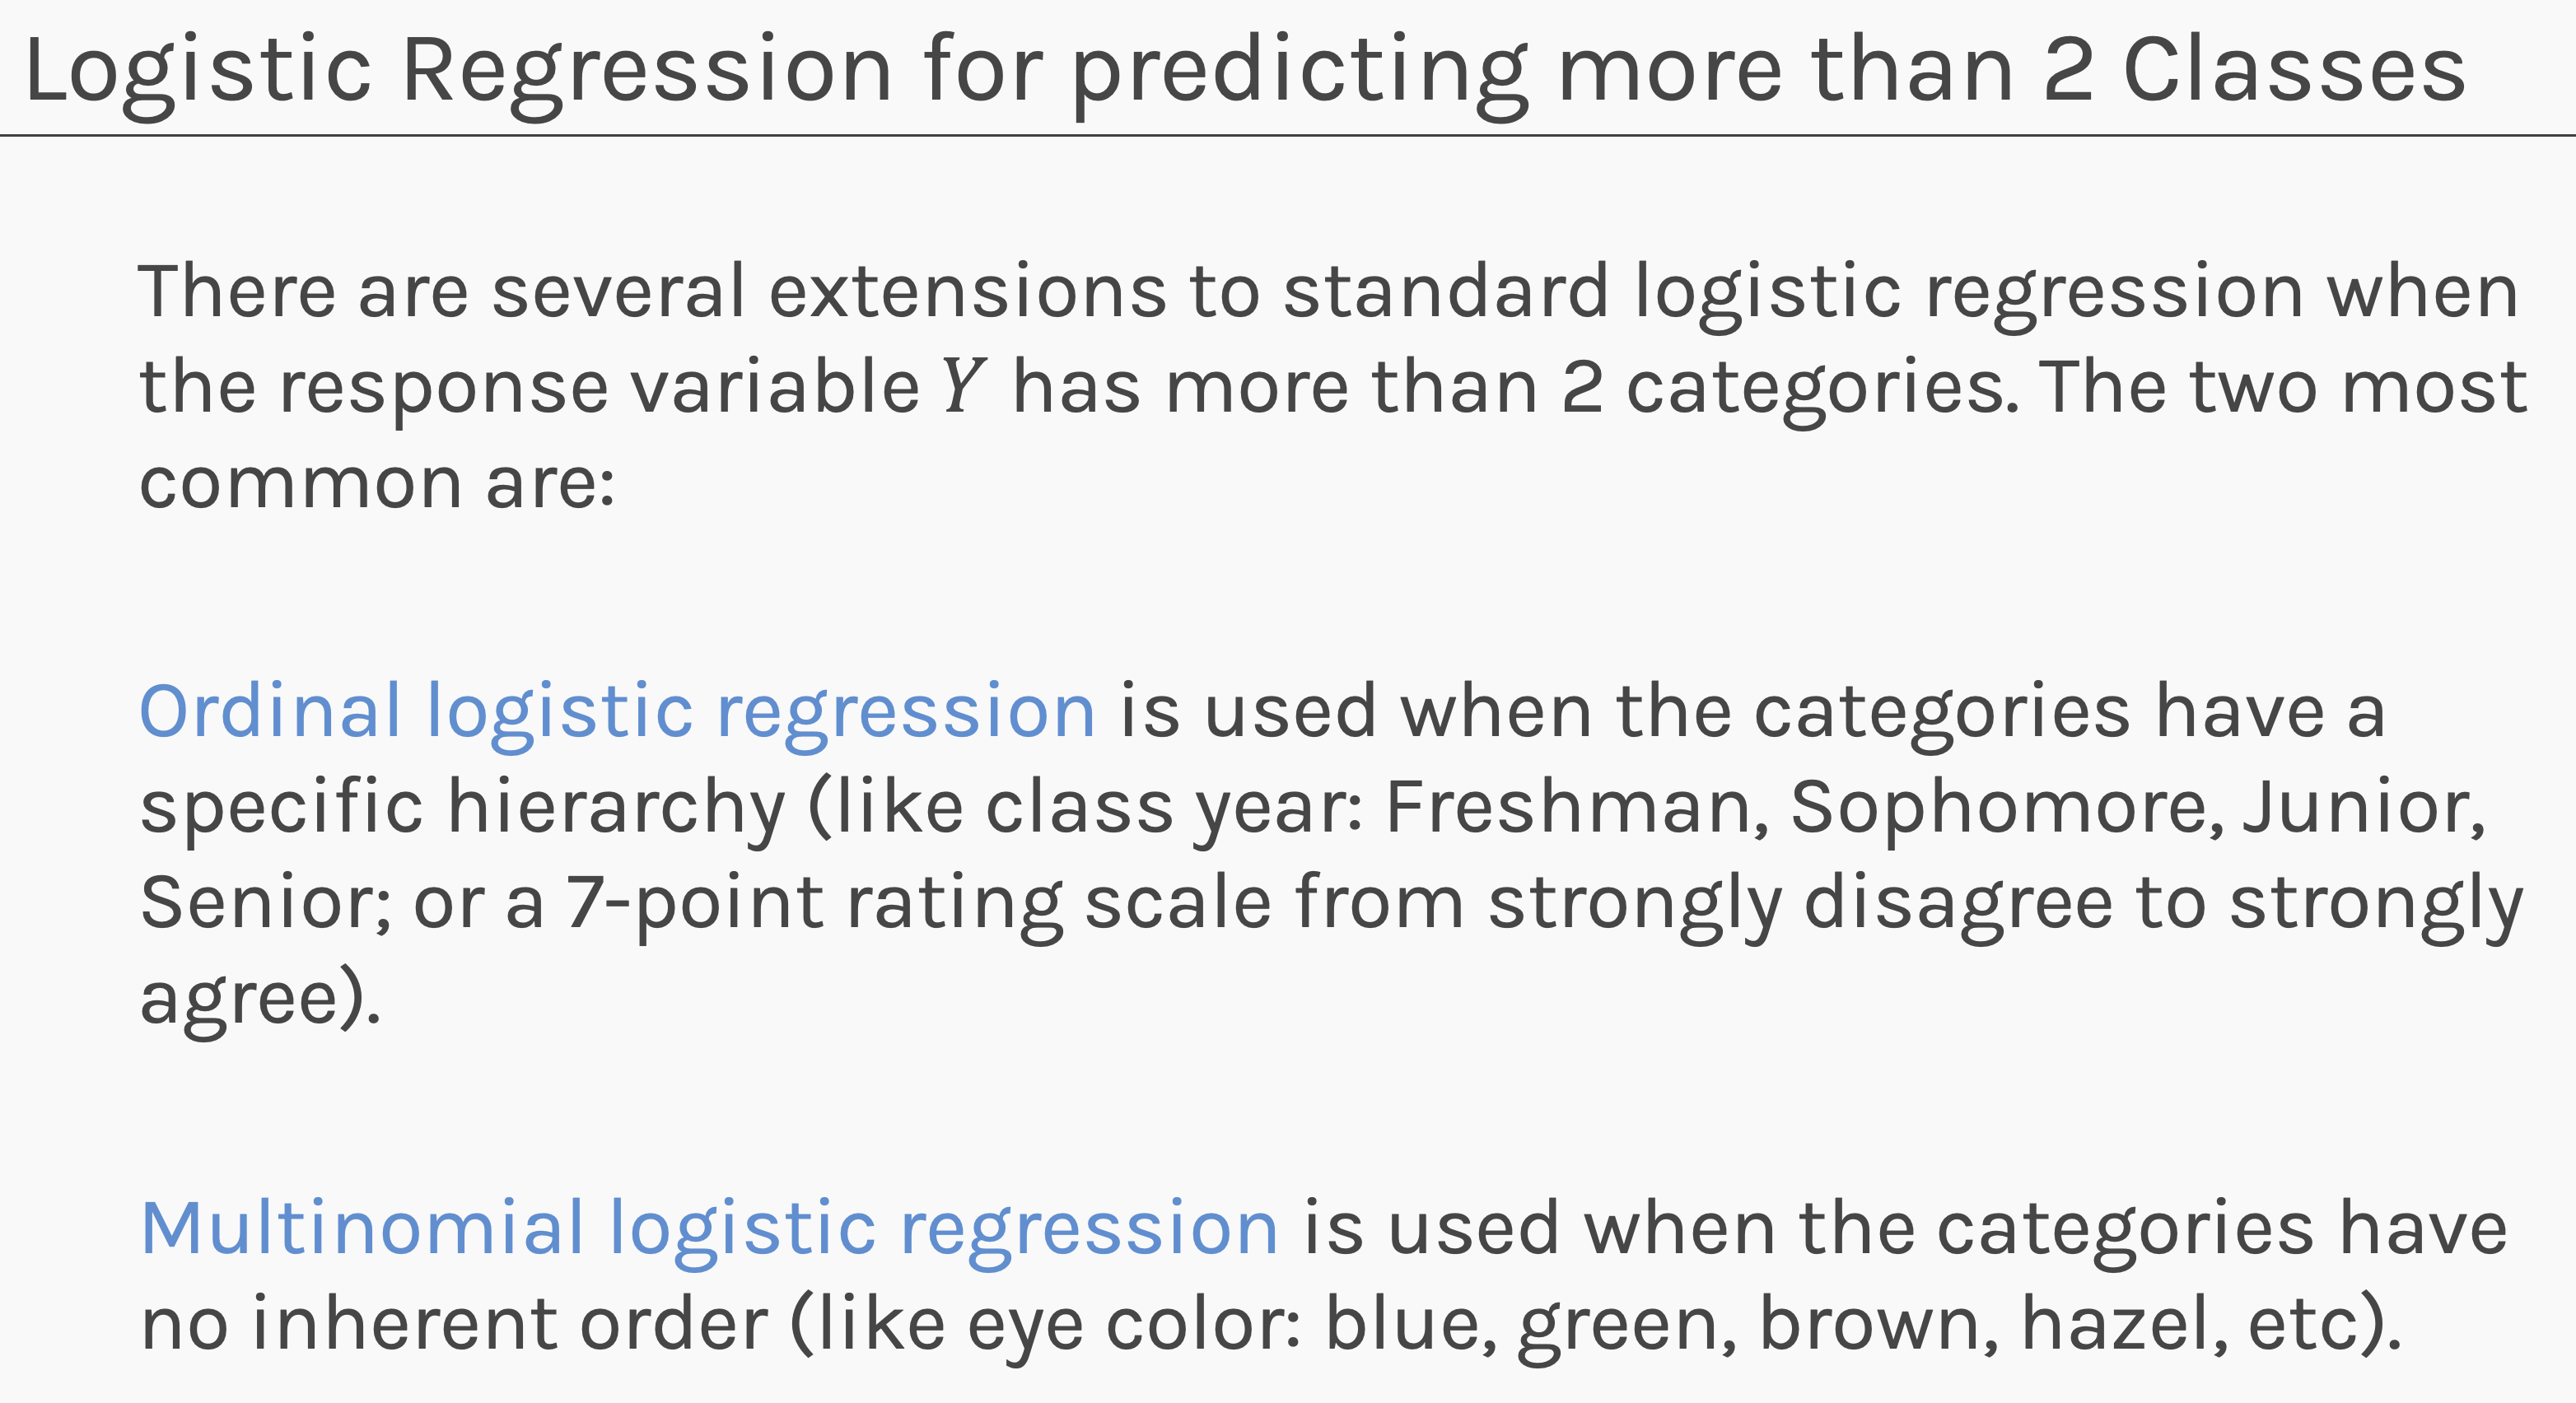 Logistic Regression for predicting more than 2 Classes
There are several extensions to standard logistic regression when
the response variable Y has more than 2 categories. The two most
common are:
Ordinal logistic regression is used when the categories have a
specific hierarchy (like class year: Freshman, Sophomore, Junior,
Senior; or a 7-point rating scale from strongly disagree to strongly
agree).
Multinomial logistic regression is used when the categories have
no inherent order (like eye color: blue, green, brown, hazel, etc).